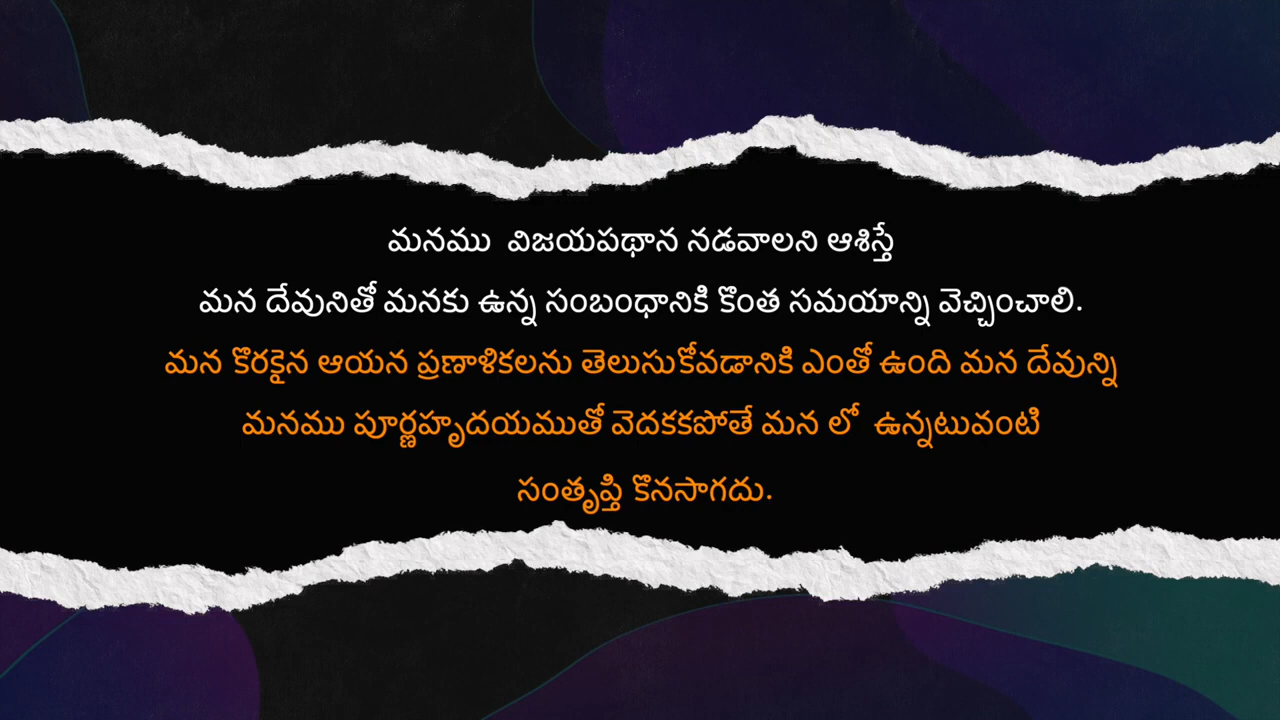 మనము  విజయపథాన నడవాలని ఆశిస్తే
మన దేవునితో మనకు ఉన్న సంబంధానికి కొంత సమయాన్ని వెచ్చించాలి.
మన కొరకైన ఆయన ప్రణాళికలను తెలుసుకోవడానికి ఎంతో ఉంది మన దేవున్ని
మనము పూర్ణహృదయముతో వెదకకపోతే మన లో  ఉన్నటువంటి
సంతృప్తి కొనసాగదు.